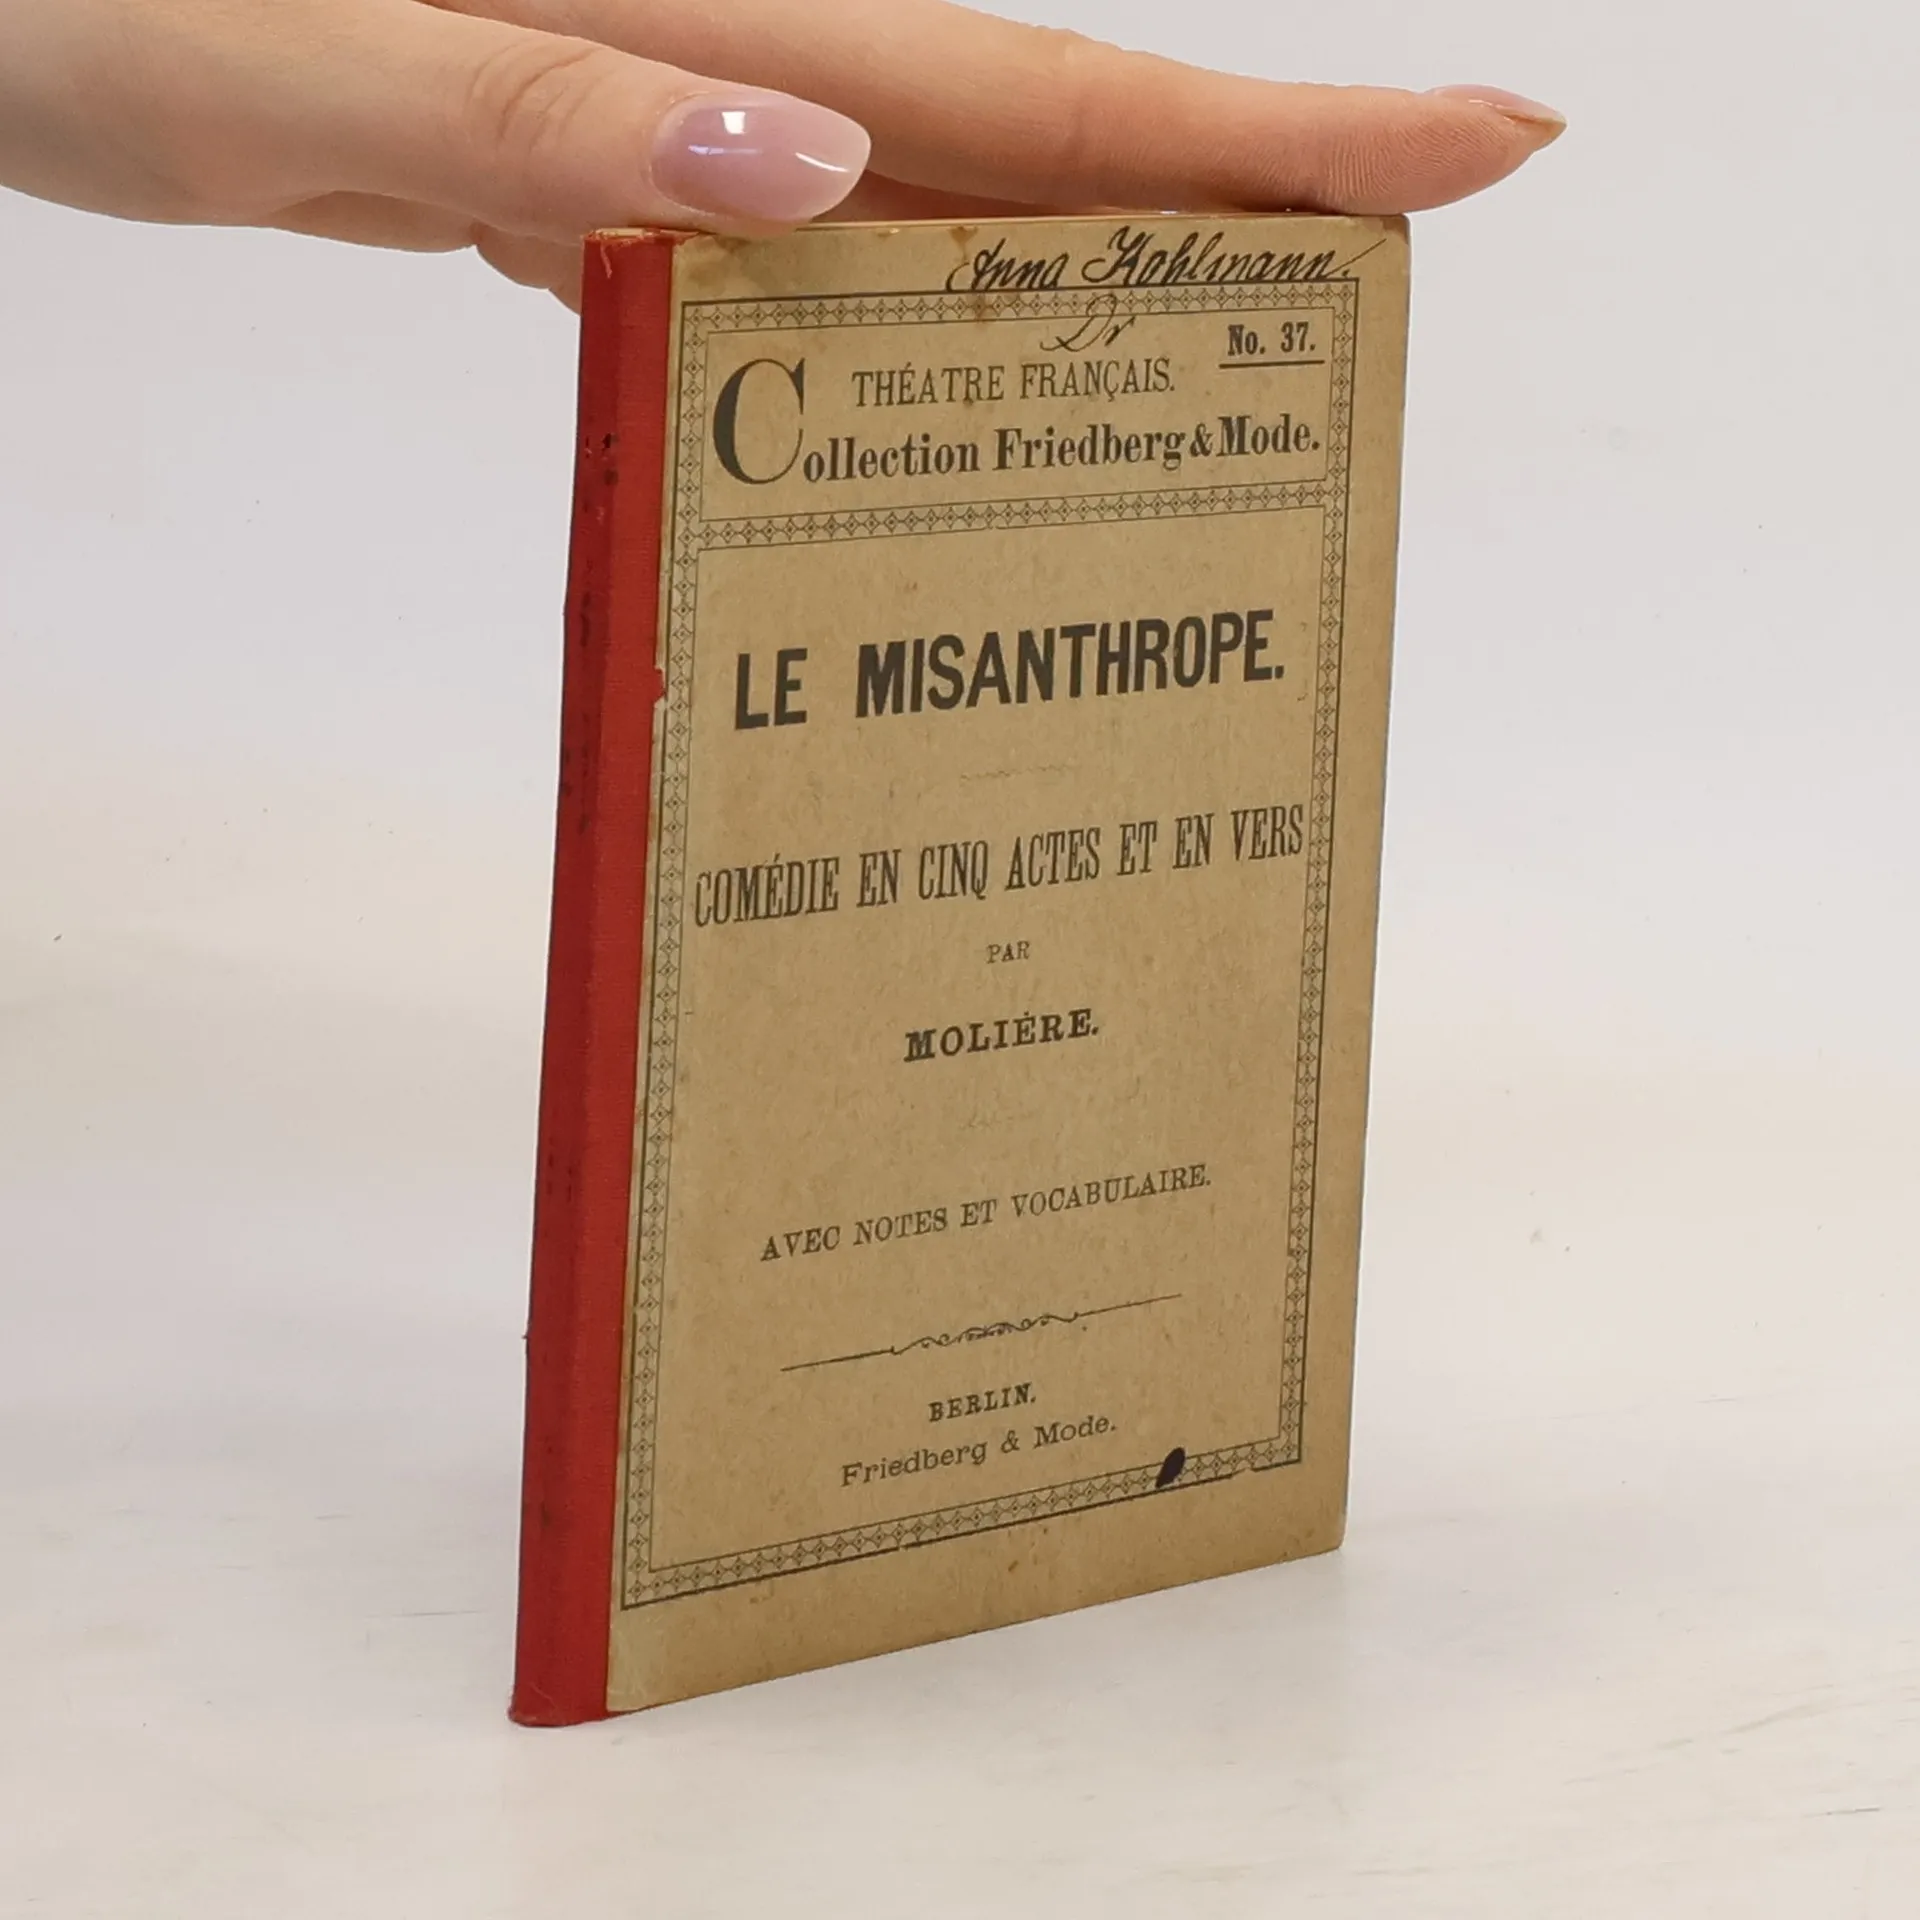 Anna Kohlmann.
Dr
No. 37.
THÉATRE FRANÇAIS.
Collection Friedberg & Mode.
LE MISANTHROPE.
COMÉDIE EN CINQ ACTES ET EN VERS
PAR
MOLIÈRE.
AVEC NOTES ET VOCABULAIRE.
BERLIN.
Friedberg & Mode.